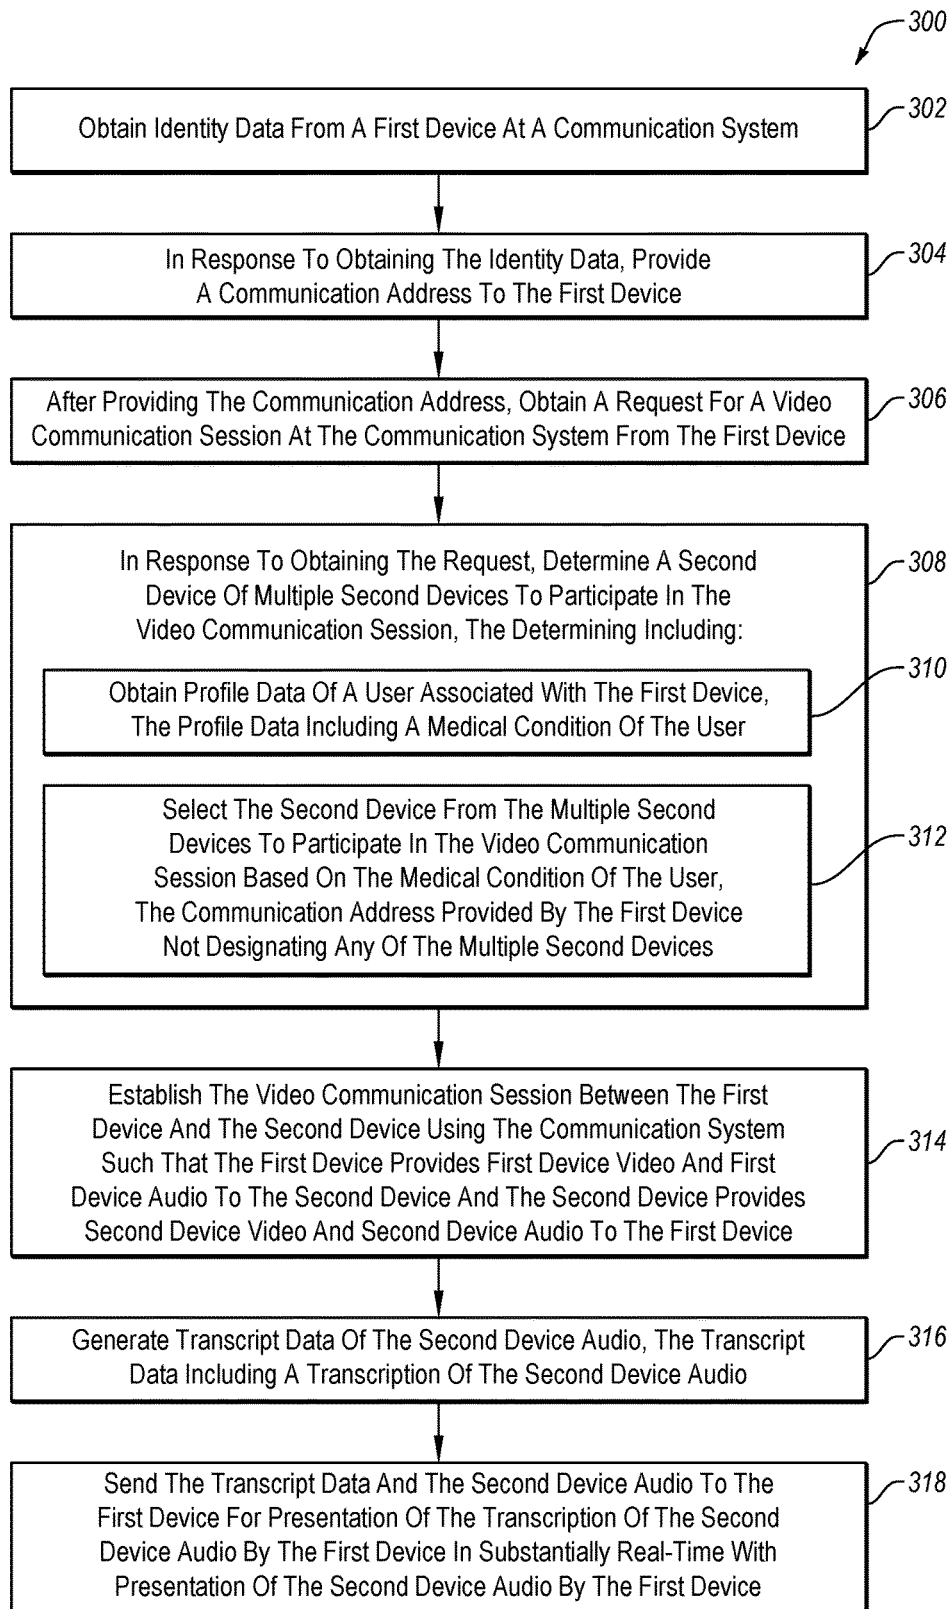 300
Obtain Identity Data From A First Device At A Communication System
302
In Response To Obtaining The Identity Data, Provide
A Communication Address To The First Device
304
After Providing The Communication Address, Obtain A Request For A Video
Communication Session At The Communication System From The First Device
306
In Response To Obtaining The Request, Determine A Second
Device Of Multiple Second Devices To Participate In The
Video Communication Session, The Determining Including:
308
Obtain Profile Data Of A User Associated With The First Device,
The Profile Data Including A Medical Condition Of The User
310
Select The Second Device From The Multiple Second
Devices To Participate In The Video Communication
Session Based On The Medical Condition Of The User,
The Communication Address Provided By The First Device
Not Designating Any Of The Multiple Second Devices
312
Establish The Video Communication Session Between The First
Device And The Second Device Using The Communication System
Such That The First Device Provides First Device Video And First
Device Audio To The Second Device And The Second Device Provides
Second Device Video And Second Device Audio To The First Device
314
Generate Transcript Data Of The Second Device Audio, The Transcript
Data Including A Transcription Of The Second Device Audio
316
Send The Transcript Data And The Second Device Audio To The
First Device For Presentation Of The Transcription Of The Second
Device Audio By The First Device In Substantially Real-Time With
Presentation Of The Second Device Audio By The First Device
318